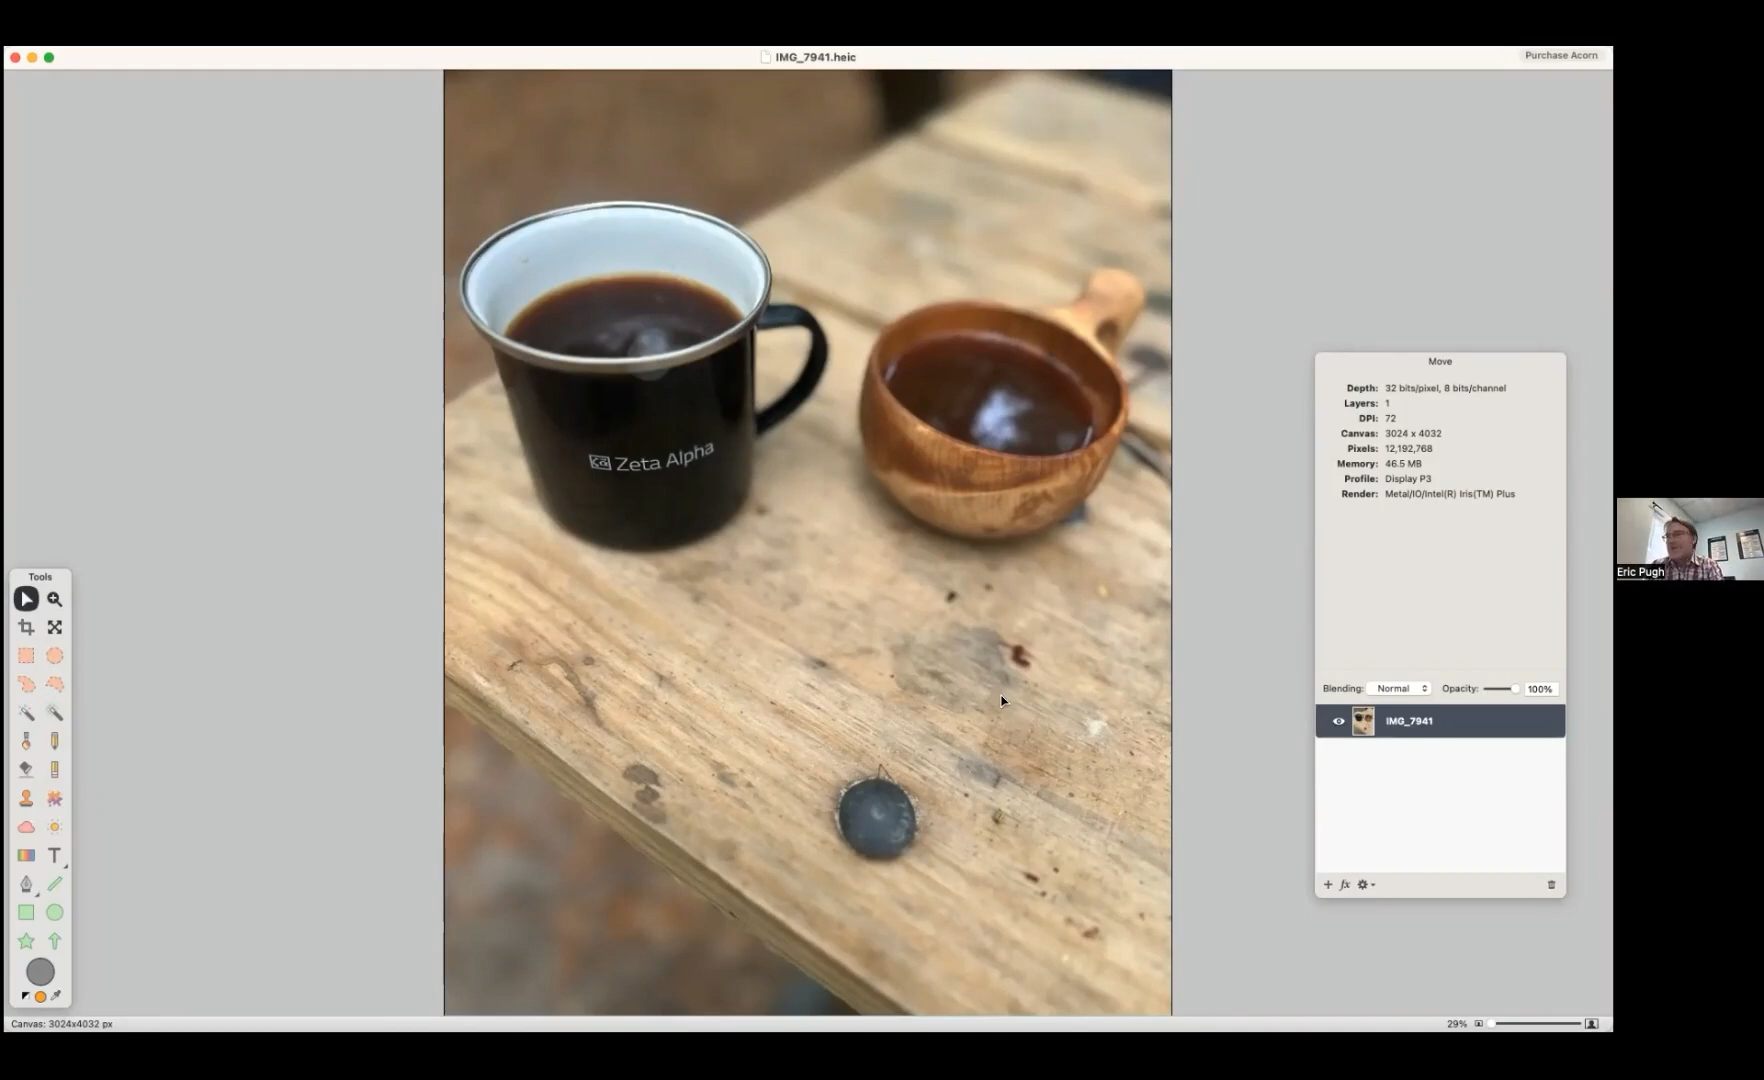 IMG_7941.heic
Purchase Acorn
Zeta Alpha
Move
Depth: 32 bits/pixel, 8 bits/channel
Layers: 1
DPI: 72
Canvas: 3024 x 4032
Pixels: 12,192,768
Memory: 46.5 MB
Profile: Display P3
Render: Metal/IO/Intel(R) Iris(TM) Plus
Eric Pugh
Tools
Blending: Normal Opacity: 100%
IMG_7941
T
fx
Canvas: 3024x4032 px
29%